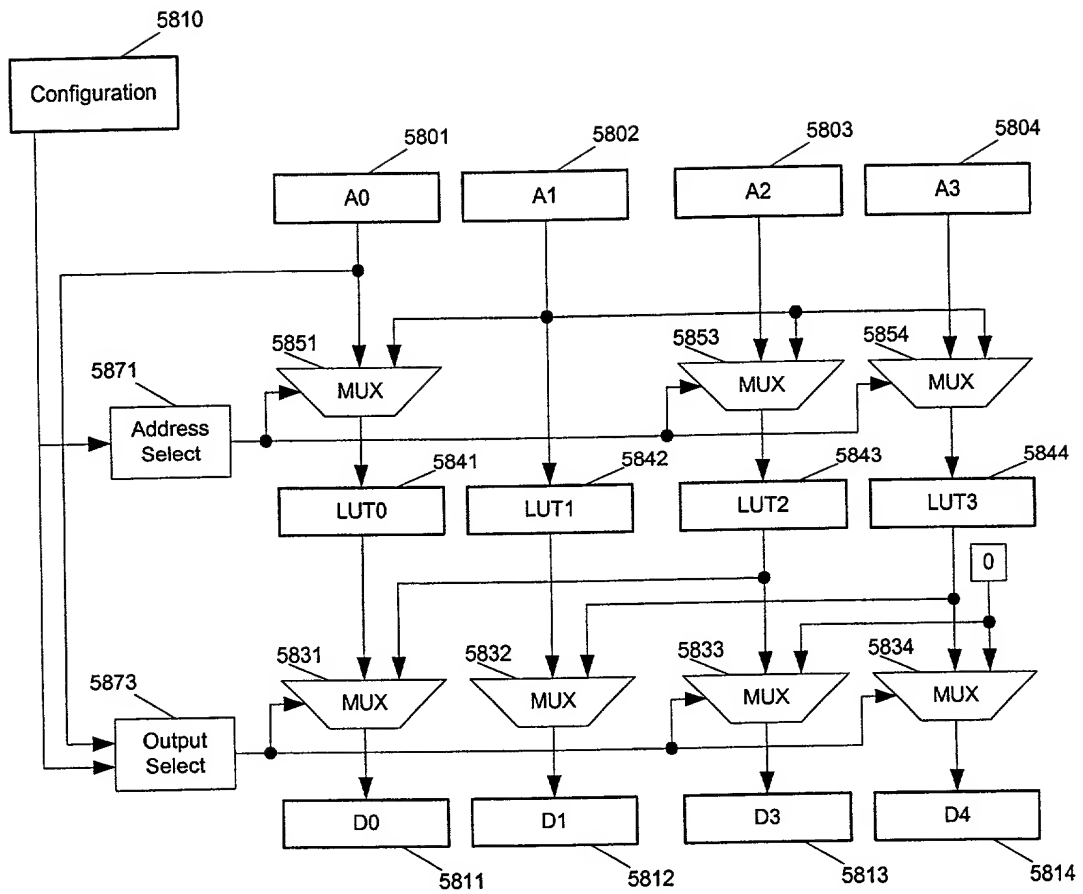 5810
Configuration
5801
5802
5803
5804
A0
A1
A2
A3
5851
5853
5854
5871
MUX
MUX
MUX
Address
Select
5841
5842
5843
5844
LUT0
LUT1
LUT2
LUT3
0
5831
5832
5833
5834
5873
MUX
MUX
MUX
MUX
Output
Select
D0
D1
D3
D4
5811
5812
5813
5814